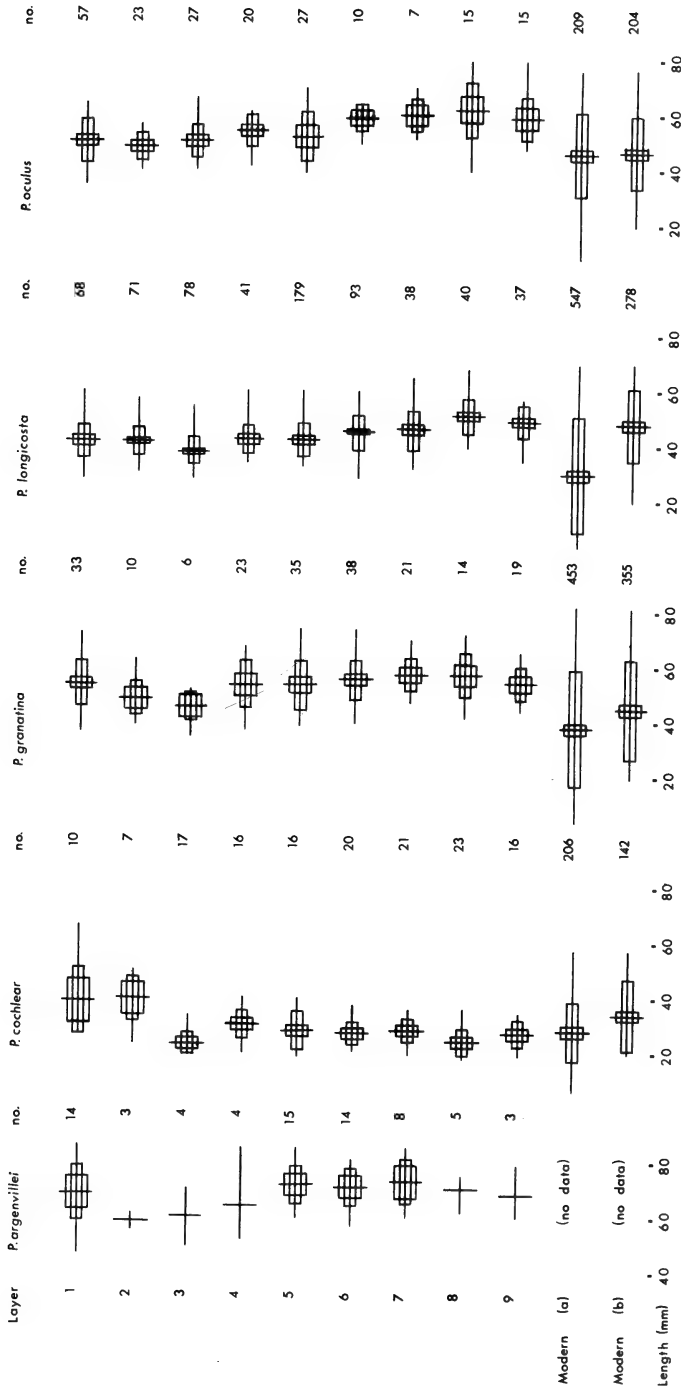 Layer P. argenvillei no. P. cochlear no. P. granatina no. P. longicosta no. P. oculus no.
1 14 10 33 68 57
2 3 7 10 71 23
3 4 17 6 78 27
4 4 16 23 41 20
5 15 16 35 179 27
6 14 20 38 93 10
7 8 21 21 38 7
8 5 23 14 40 15
9 3 16 19 37 15
Modern (a) (no data) 206 453 547 209
Modern (b) (no data) 142 355 278 204
Length (mm) 40 60 80 20 40 60 80 20 40 60 80 20 40 60 80 20 40 60 80